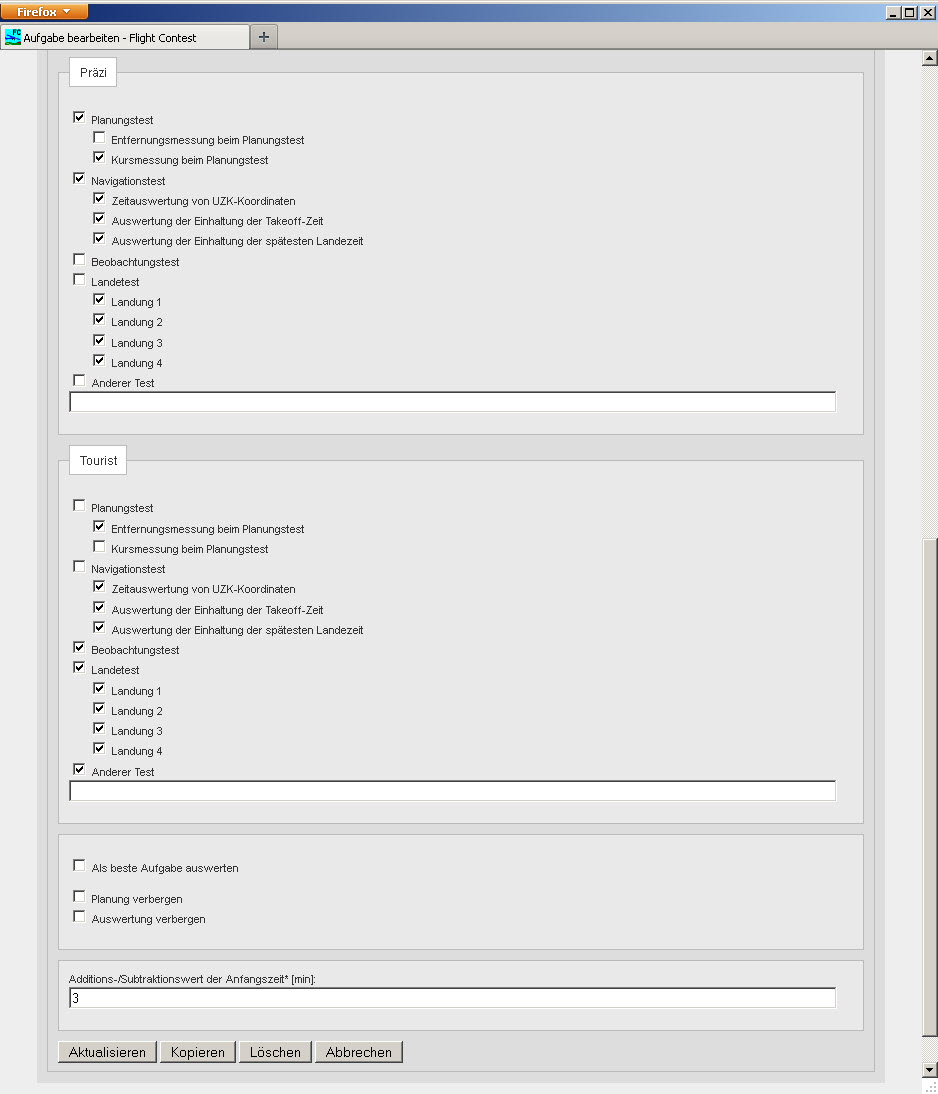 Firefox
Aufgabe bearbeiten - Flight Contest
Präzi
Planungstest
Entfernungsmessung beim Planungstest
Kursmessung beim Planungstest
Navigationstest
Zeitauswertung von UZK-Koordinaten
Auswertung der Einhaltung der Takeoff-Zeit
Auswertung der Einhaltung der spätesten Landezeit
Beobachtungstest
Landetest
Landung 1
Landung 2
Landung 3
Landung 4
Anderer Test
Tourist
Planungstest
Entfernungsmessung beim Planungstest
Kursmessung beim Planungstest
Navigationstest
Zeitauswertung von UZK-Koordinaten
Auswertung der Einhaltung der Takeoff-Zeit
Auswertung der Einhaltung der spätesten Landezeit
Beobachtungstest
Landetest
Landung 1
Landung 2
Landung 3
Landung 4
Anderer Test
Als beste Aufgabe auswerten
Planung verbergen
Auswertung verbergen
Additions-/Subtraktionswert der Anfangszeit* [min]:
3
Aktualisieren Kopieren Löschen Abbrechen